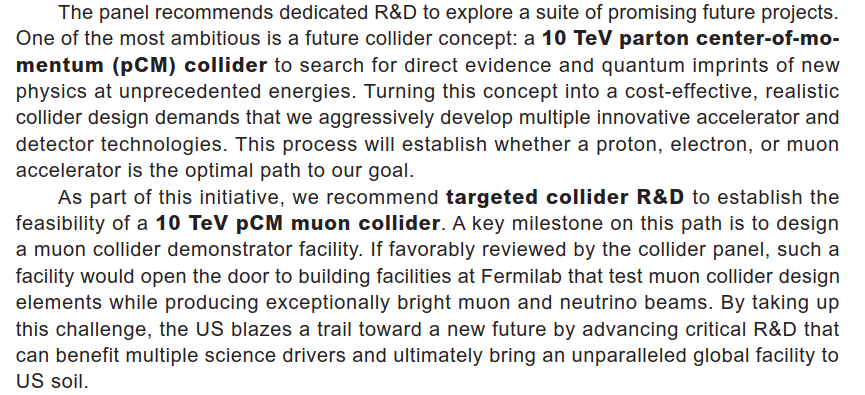 The panel recommends dedicated R&D to explore a suite of promising future projects.
One of the most ambitious is a future collider concept: a 10 TeV parton center-of-mo-
mentum (pCM) collider to search for direct evidence and quantum imprints of new
physics at unprecedented energies. Turning this concept into a cost-effective, realistic
collider design demands that we aggressively develop multiple innovative accelerator and
detector technologies. This process will establish whether a proton, electron, or muon
accelerator is the optimal path to our goal.
As part of this initiative, we recommend targeted collider R&D to establish the
feasibility of a 10 TeV pCM muon collider. A key milestone on this path is to design
a muon collider demonstrator facility. If favorably reviewed by the collider panel, such a
facility would open the door to building facilities at Fermilab that test muon collider design
elements while producing exceptionally bright muon and neutrino beams. By taking up
this challenge, the US blazes a trail toward a new future by advancing critical R&D that
can benefit multiple science drivers and ultimately bring an unparalleled global facility to
US soil.